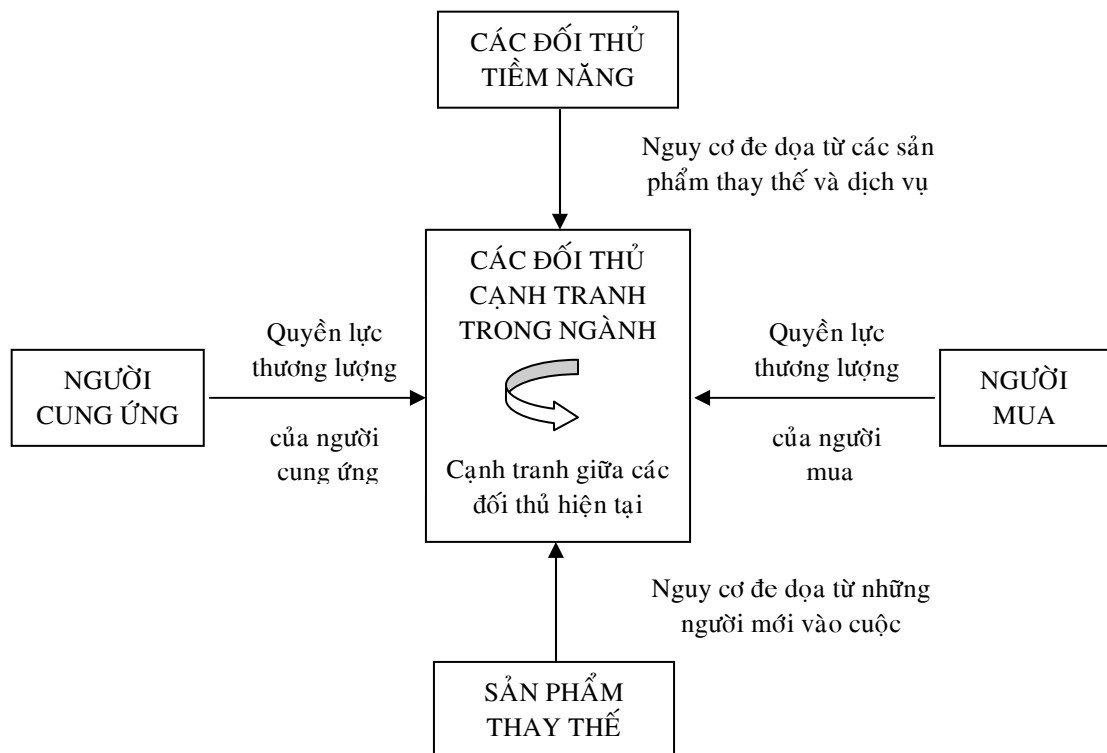 CÁC ĐỐI THỦ
TIỀM NĂNG
Nguy cơ đe dọa từ các sản
phẩm thay thế và dịch vụ
CÁC ĐỐI THỦ
CẠNH TRANH
TRONG NGÀNH
Quyền lực
thương lượng
Quyền lực
thương lượng
NGƯỜI
CUNG ỨNG
NGƯỜI
MUA
của người
cung ứng
của người
mua
Cạnh tranh giữa các
đối thủ hiện tại
Nguy cơ đe dọa từ những
người mới vào cuộc
SẢN PHẨM
THAY THẾ